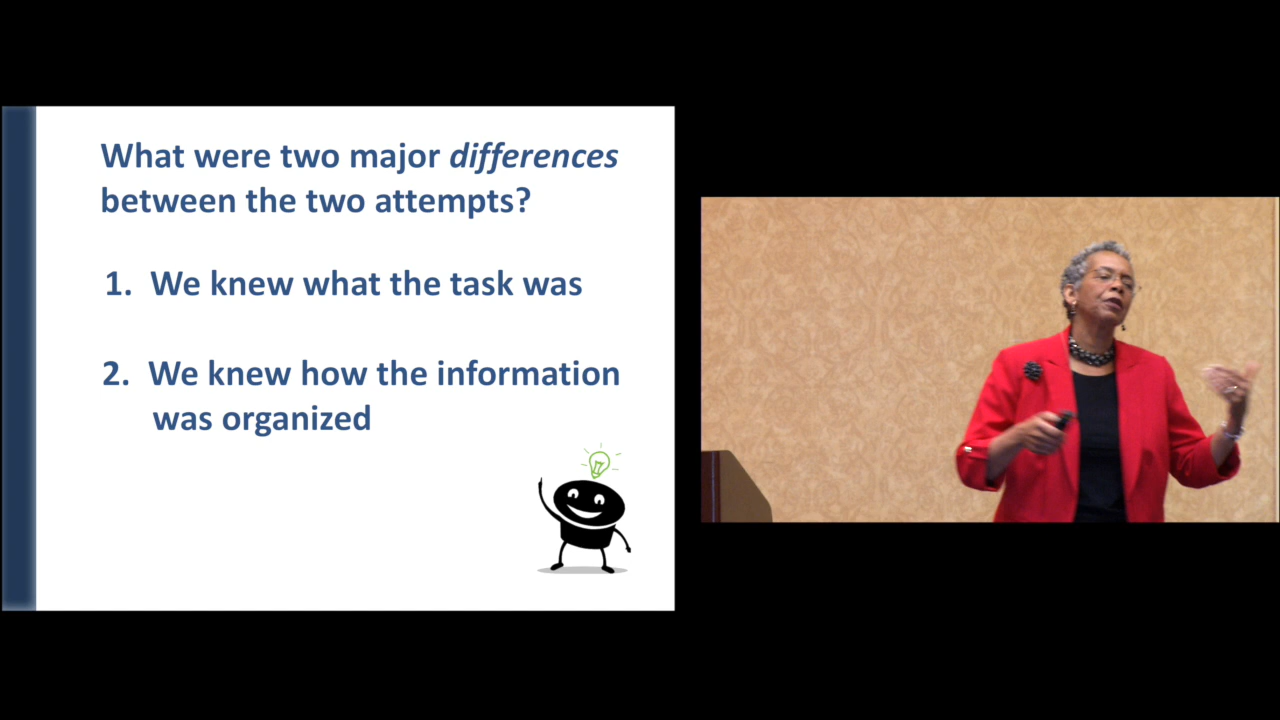 What were two major differences
between the two attempts?
1. We knew what the task was
2. We knew how the information
was organized